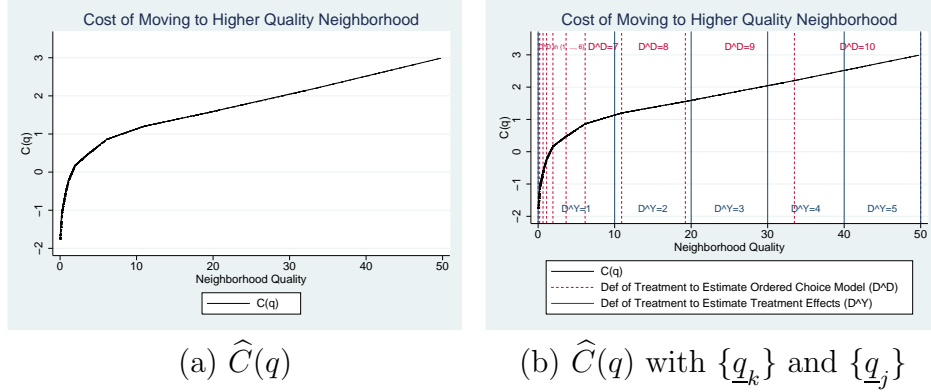 Cost of Moving to Higher Quality Neighborhood
C(q)
3
2
1
0
−1
−2
0
10
20
30
40
50
Neighborhood Quality
C(q)
(a) Ĉ(q)
Cost of Moving to Higher Quality Neighborhood
D^D=7
D^D=8
D^D=9
D^D=10
C(q)
3
2
1
0
−1
−2
D^Y=1
D^Y=2
D^Y=3
D^Y=4
D^Y=5
0
10
20
30
40
50
Neighborhood Quality
C(q)
Def of Treatment to Estimate Ordered Choice Model (D^D)
Def of Treatment to Estimate Treatment Effects (D^Y)
(b) Ĉ(q) with {q_k} and {q_j}